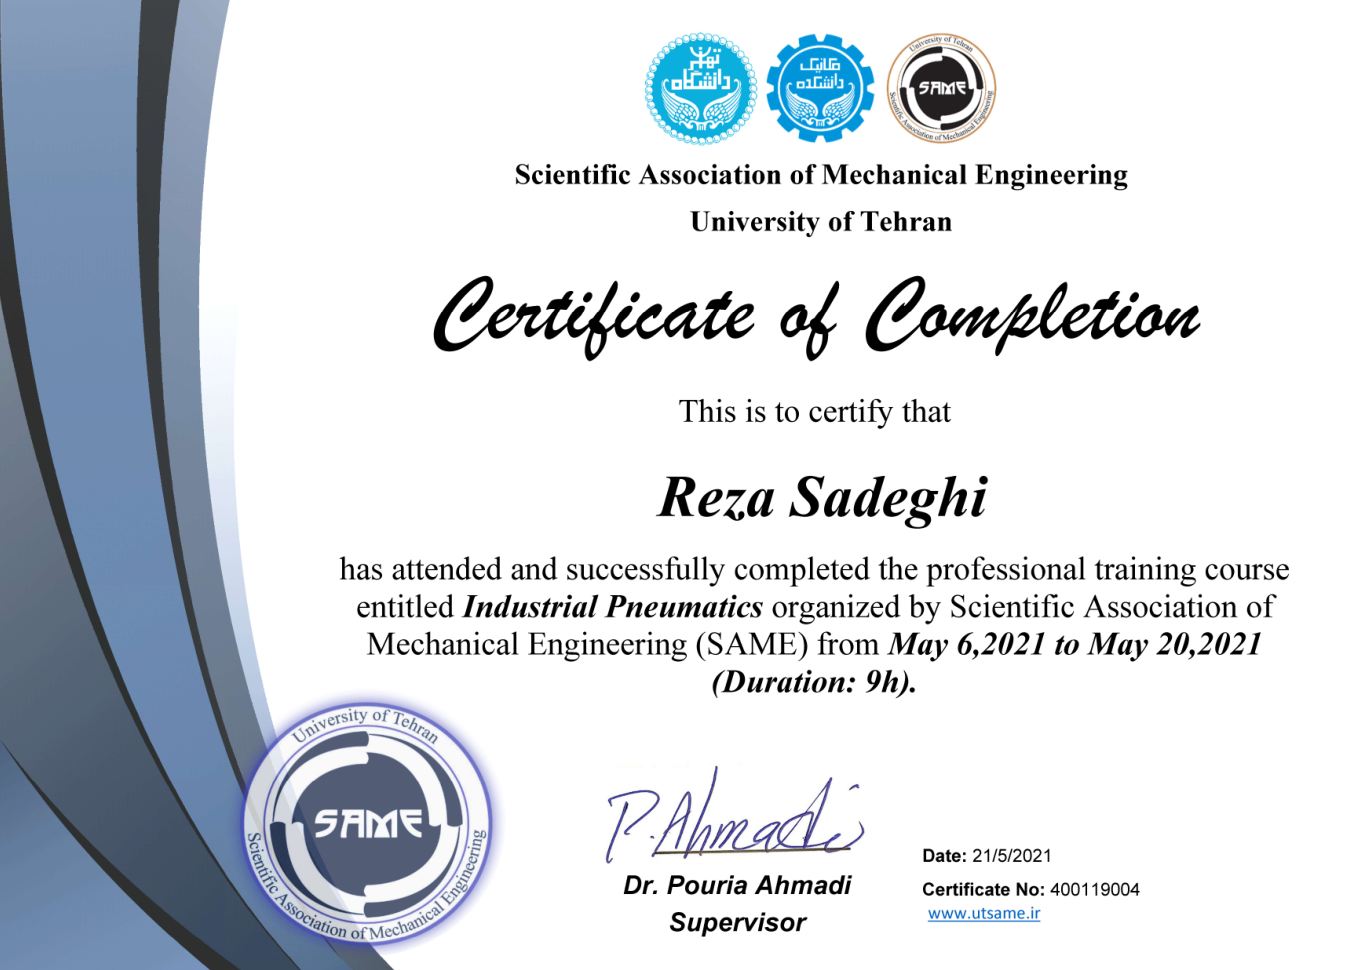 دانشگاه تهران
دانشکده مکانیک
University of Tehran
SAME
Scientific Association of Mechanical Engineering
Scientific Association of Mechanical Engineering
University of Tehran
Certificate of Completion
This is to certify that
Reza Sadeghi
has attended and successfully completed the professional training course
entitled Industrial Pneumatics organized by Scientific Association of
Mechanical Engineering (SAME) from May 6,2021 to May 20,2021
(Duration: 9h).
University of Tehran
SAME
Scientific Association of Mechanical Engineering
P. Ahmadi
Dr. Pouria Ahmadi
Supervisor
Date: 21/5/2021
Certificate No: 400119004
www.utsame.ir